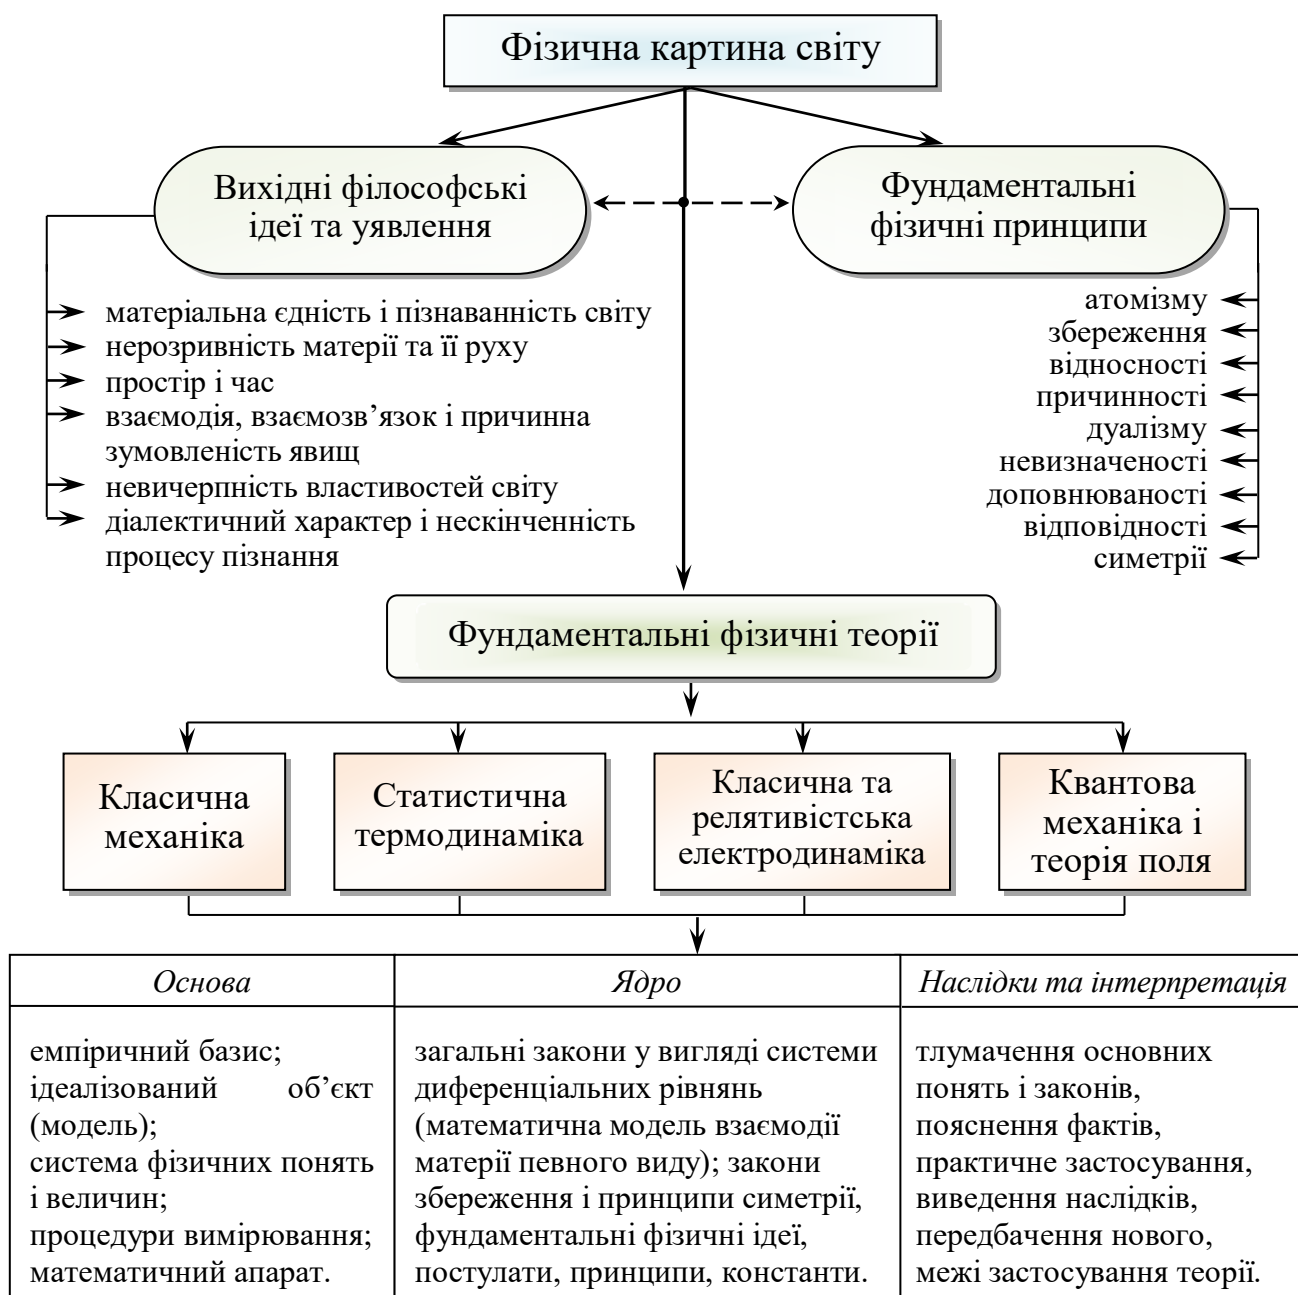 Фізична картина світу
Вихідні філософські
ідеї та уявлення
Фундаментальні
фізичні принципи
матеріальна єдність і пізнаванність світу
нерозривність матерії та її руху
простір і час
взаємодія, взаємозв’язок і причинна
зумовленість явищ
невичерпність властивостей світу
діалектичний характер і нескінченність
процесу пізнання
атомізму
збереження
відносності
причинності
дуалізму
невизначеності
доповнюваності
відповідності
симетрії
Фундаментальні фізичні теорії
Класична
механіка
Статистична
термодинаміка
Класична та
релятивістська
електродинаміка
Квантова
механіка і
теорія поля
Основа
емпіричний базис;
ідеалізований об’єкт
(модель);
система фізичних понять
і величин;
процедури вимірювання;
математичний апарат.
Ядро
загальні закони у вигляді системи
диференціальних рівнянь
(математична модель взаємодії
матерії певного виду); закони
збереження і принципи симетрії,
фундаментальні фізичні ідеї,
постулати, принципи, константи.
Наслідки та інтерпретація
тлумачення основних
понять і законів,
пояснення фактів,
практичне застосування,
виведення наслідків,
передбачення нового,
межі застосування теорії.